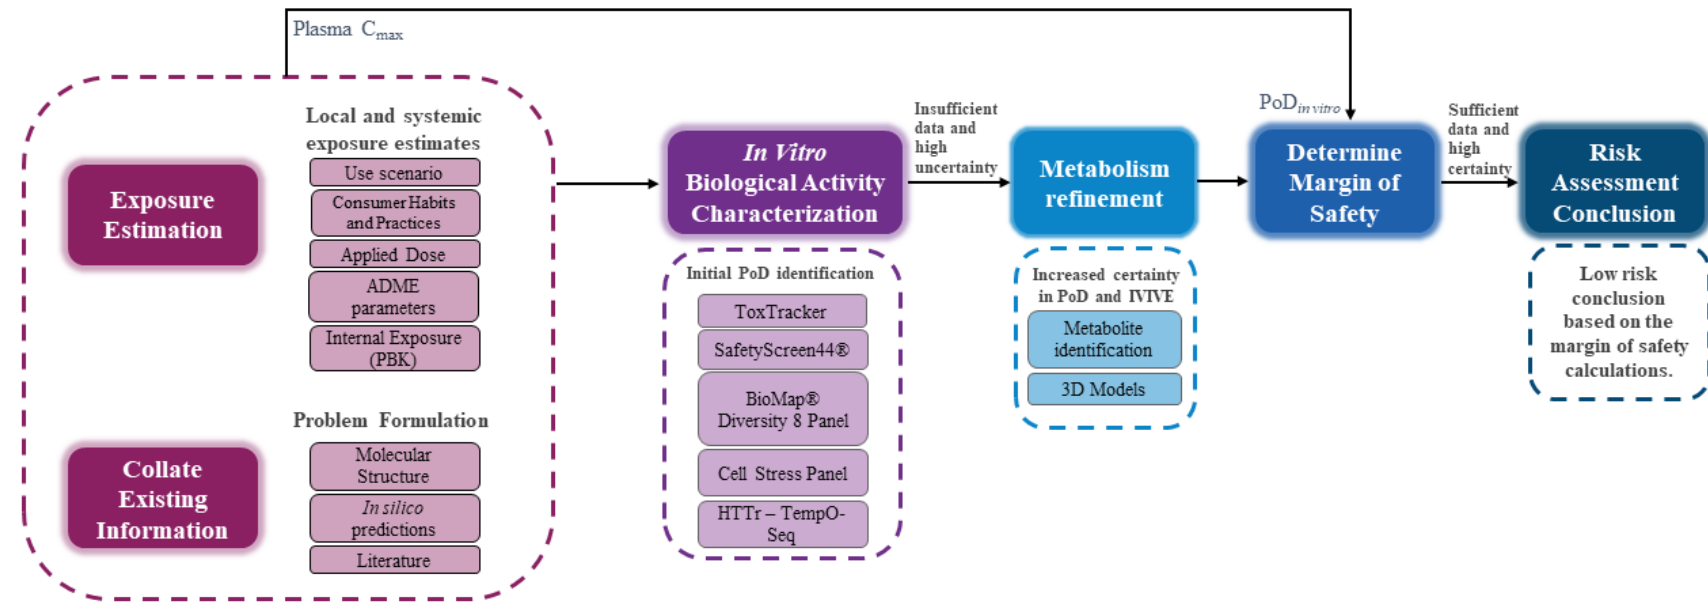 Plasma Cmax
Local and systemic
exposure estimates
Exposure
Estimation
Use scenario
Consumer Habits
and Practices
Applied Dose
ADME
parameters
Internal Exposure
(PBK)
Problem Formulation
Collate
Existing
Information
Molecular
Structure
In silico
predictions
Literature
In Vitro
Biological Activity
Characterization
Initial PoD identification
ToxTracker
SafetyScreen44®
BioMap®
Diversity 8 Panel
Cell Stress Panel
HTTr – TempO-
Seq
Insufficient
data and
high
uncertainty
Metabolism
refinement
Increased certainty
in PoD and IVIVE
Metabolite
identification
3D Models
PoDin vitro
Determine
Margin of
Safety
Sufficient
data and
high
certainty
Risk
Assessment
Conclusion
Low risk
conclusion
based on the
margin of safety
calculations.